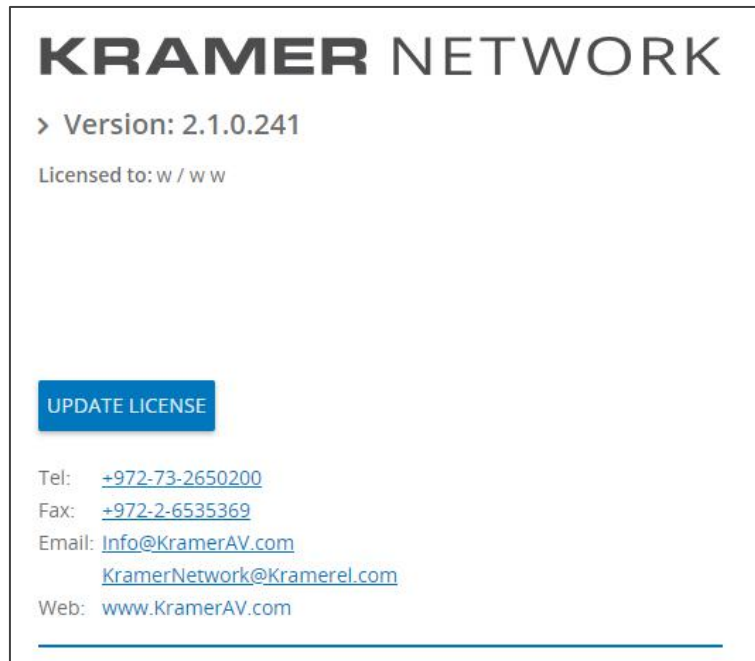 KRAMER NETWORK
> Version: 2.1.0.241
Licensed to: w / w w
UPDATE LICENSE
Tel: +972-73-2650200
Fax: +972-2-6535369
Email: Info@KramerAV.com
KramerNetwork@Kramerel.com
Web: www.KramerAV.com